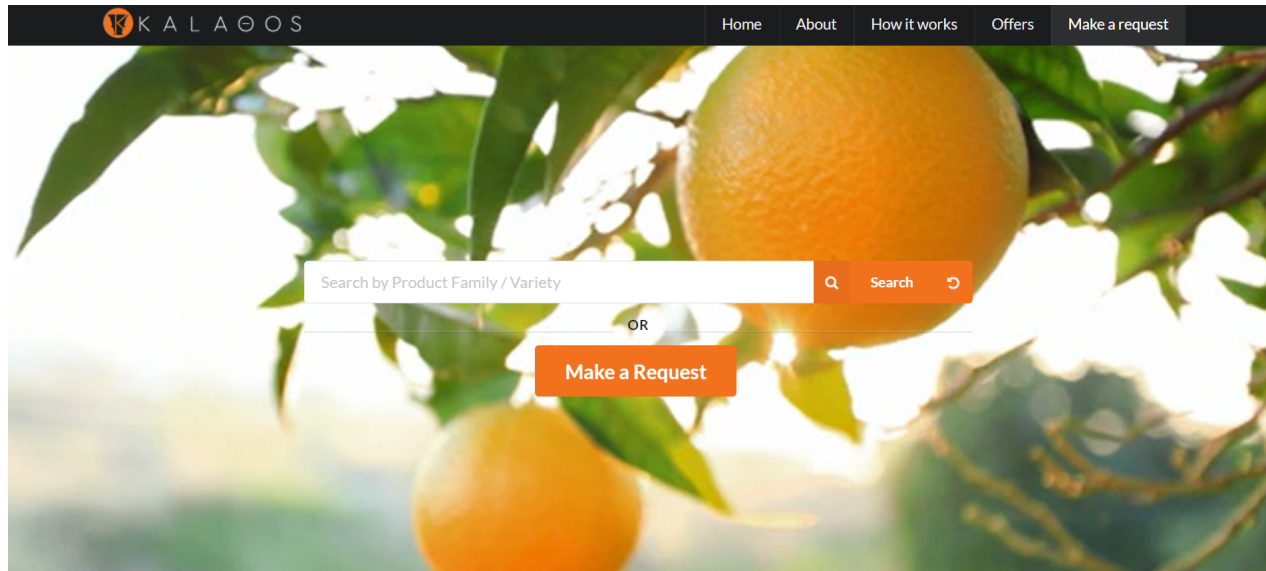 KALAΘOS
Home About How it works Offers Make a request
Search by Product Family / Variety Search
OR
Make a Request